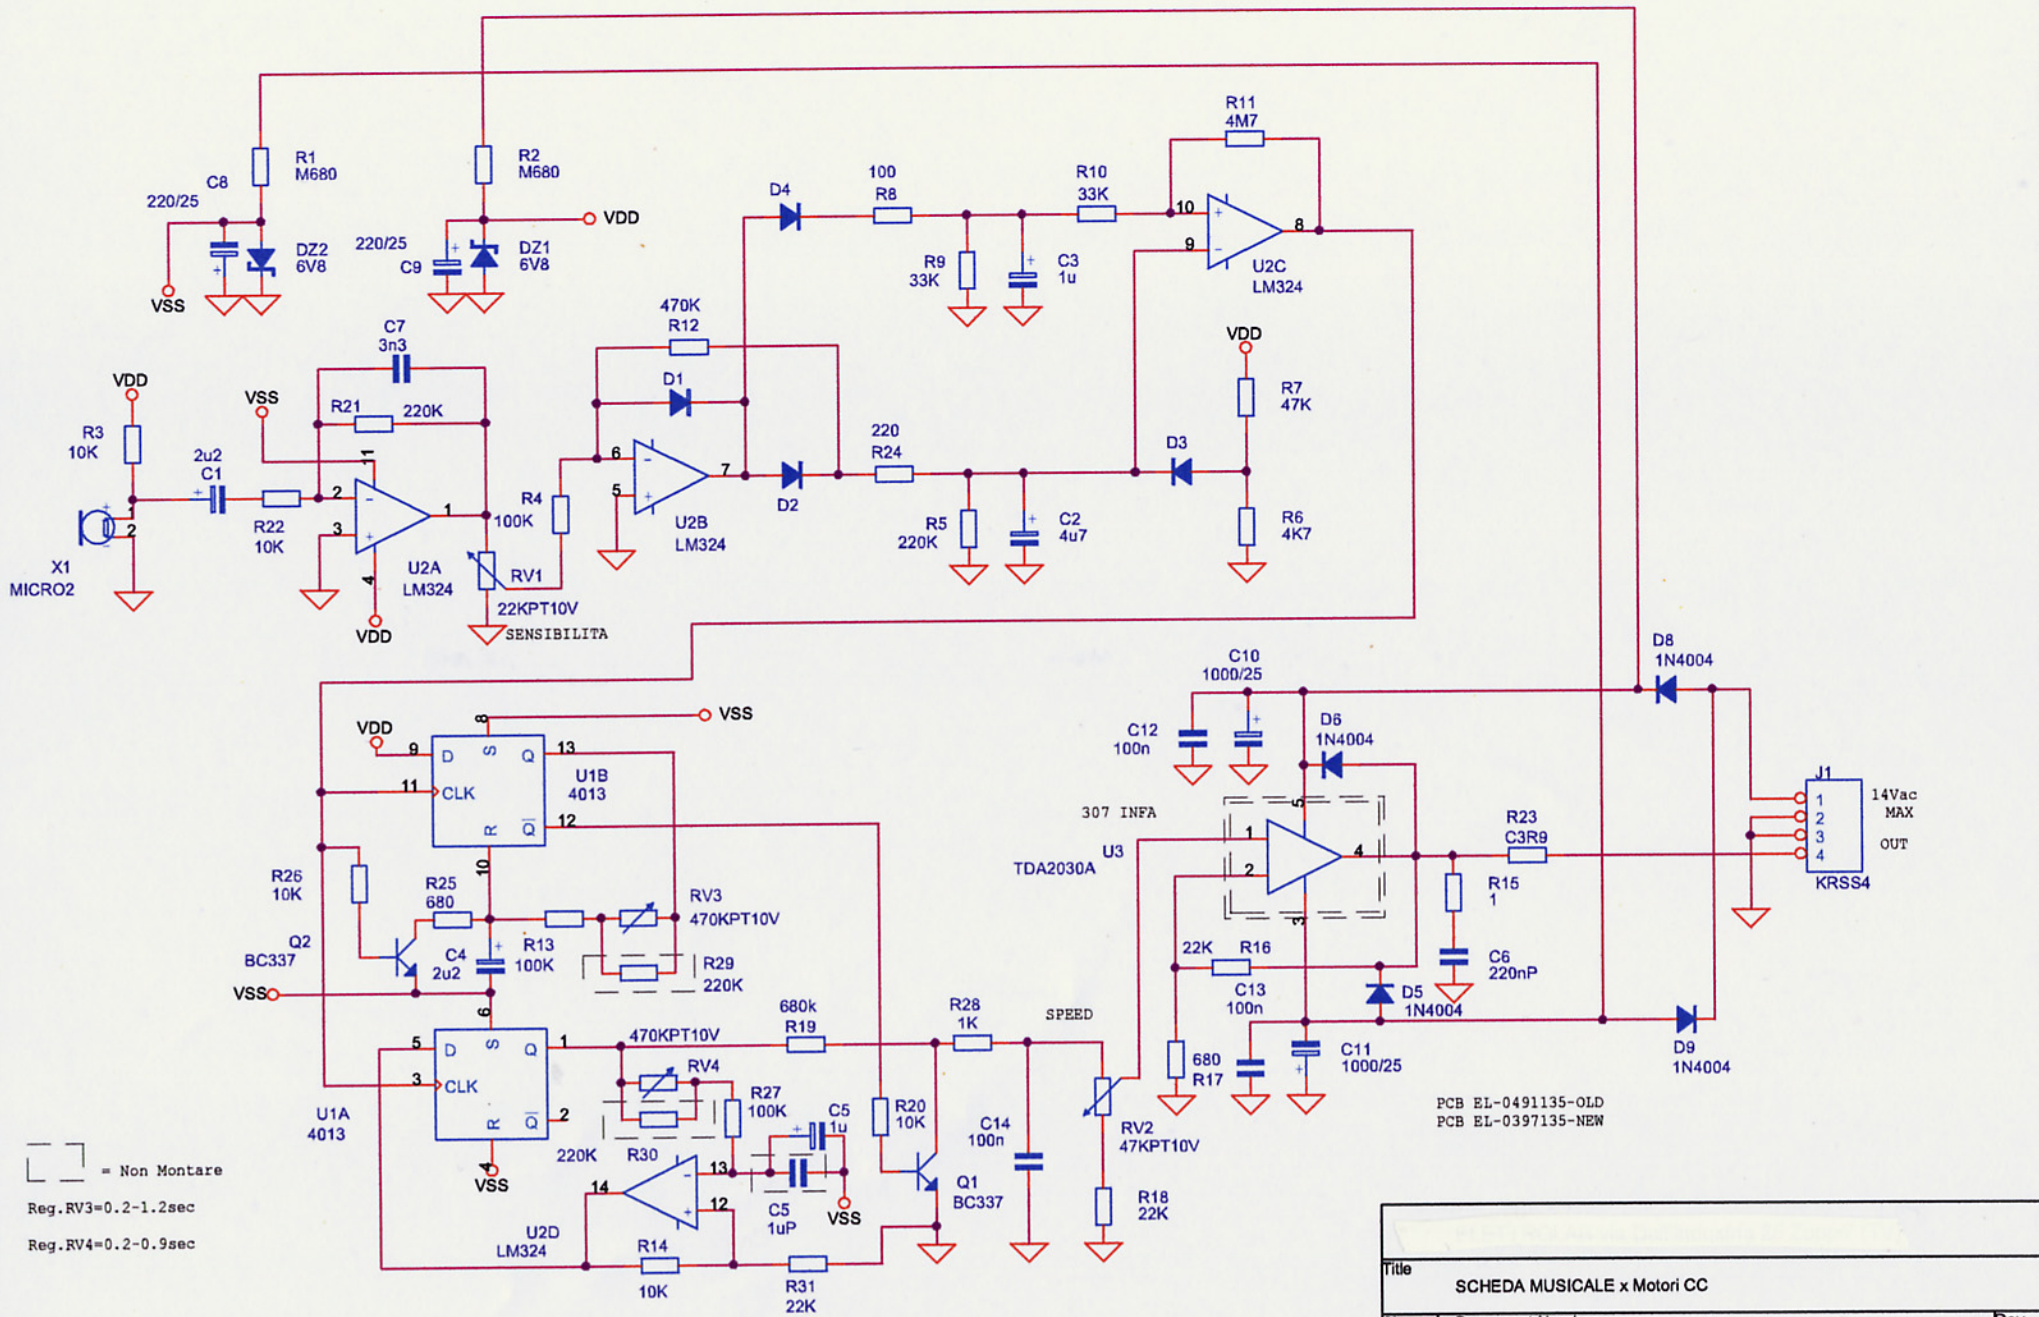 R11
4M7
R1
M680
C8
220/25
DZ2
6V8
VSS
R2
M680
VDD
220/25
C9
DZ1
6V8
+
+
D4
100
R8
R10
33K
10
+
9
-
8
U2C
LM324
R9
33K
+
C3
1u
VDD
R7
47K
470K
R12
D1
C7
3n3
VDD
VSS
R21
220K
R3
10K
11
2u2
C1
+
R22
10K
2
-
3
+
1
4
U2A
LM324
VDD
+
1
2
-
X1
MICRO2
R4
100K
RV1
22KPT10V
SENSIBILITA
6
-
5
+
7
U2B
LM324
D2
220
R24
R5
220K
+
C2
4u7
D3
R6
4K7
D8
1N4004
C10
1000/25
+
C12
100n
D6
1N4004
VDD
8
VSS
9
D
S
Q
13
11
CLK
U1B
4013
R
Q
12
10
307 INFA
U3
TDA2030A
5
1
2
4
3
R23
C3R9
J1
1
2
3
4
14Vac
MAX
OUT
KRSS4
R15
1
C6
220nP
R26
10K
R25
680
RV3
470KPT10V
Q2
BC337
C4
2u2
+
R13
100K
R29
220K
VSS
22K
R16
C13
100n
D5
1N4004
6
5
D
S
Q
1
3
CLK
U1A
4013
R
Q
2
4
VSS
470KPT10V
RV4
680k
R19
R28
1K
SPEED
680
R17
C11
1000/25
+
D9
1N4004
R27
100K
C5
1u
+
220K
R30
R20
10K
C14
100n
RV2
47KPT10V
PCB EL-0491135-OLD
PCB EL-0397135-NEW
14
13
-
12
+
C5
1uP
VSS
Q1
BC337
R18
22K
U2D
LM324
R14
10K
R31
22K
= Non Montare
Reg.RV3=0.2-1.2sec
Reg.RV4=0.2-0.9sec
Title
SCHEDA MUSICALE x Motori CC